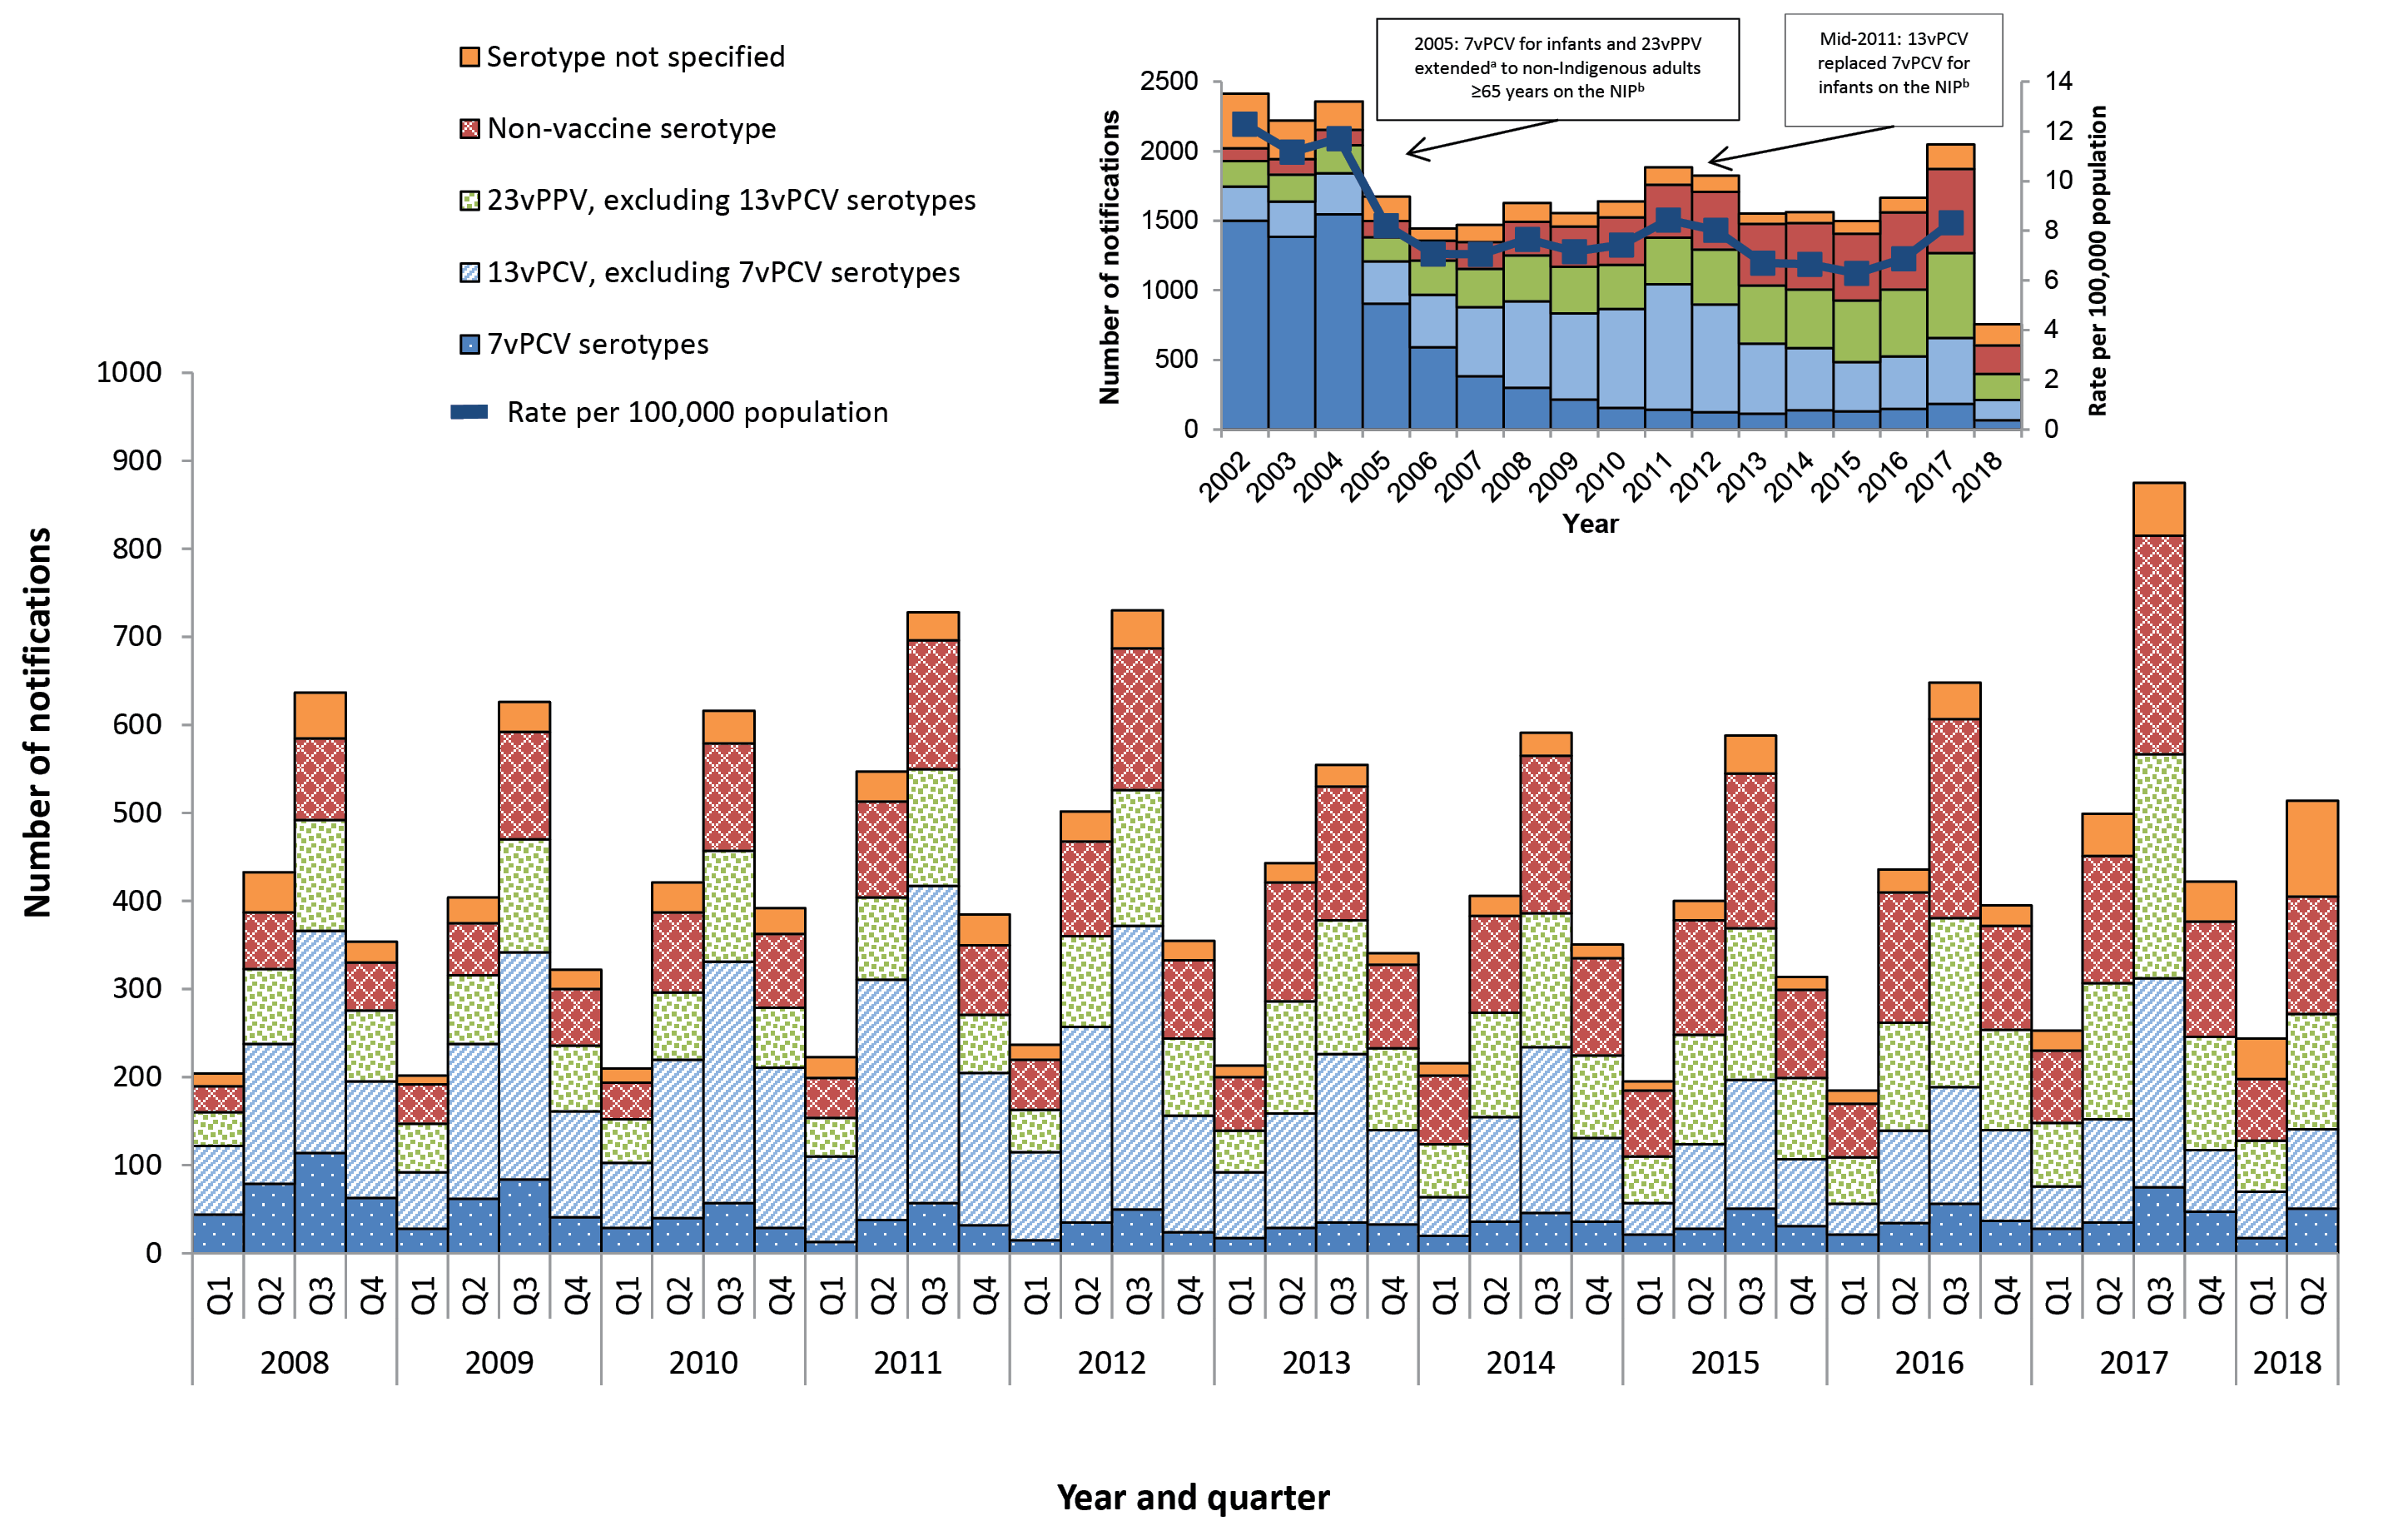 Serotype not specified
Non-vaccine serotype
23vPPV, excluding 13vPCV serotypes
13vPCV, excluding 7vPCV serotypes
7vPCV serotypes
Rate per 100,000 population
2005: 7vPCV for infants and 23vPPV
extendedᵃ to non-Indigenous adults
≥65 years on the NIPᵇ
Mid-2011: 13vPCV
replaced 7vPCV for
infants on the NIPᵇ
Number of notifications
2500
2000
1500
1000
500
0
14
12
10
8
6
4
2
0
Rate per 100,000 population
2002 2003 2004 2005 2006 2007 2008 2009 2010 2011 2012 2013 2014 2015 2016 2017 2018
Year
Number of notifications
1000
900
800
700
600
500
400
300
200
100
0
Q1 Q2 Q3 Q4 Q1 Q2 Q3 Q4 Q1 Q2 Q3 Q4 Q1 Q2 Q3 Q4 Q1 Q2 Q3 Q4 Q1 Q2 Q3 Q4 Q1 Q2 Q3 Q4 Q1 Q2 Q3 Q4 Q1 Q2 Q3 Q4 Q1 Q2 Q3 Q4 Q1 Q2
2008 2009 2010 2011 2012 2013 2014 2015 2016 2017 2018
Year and quarter